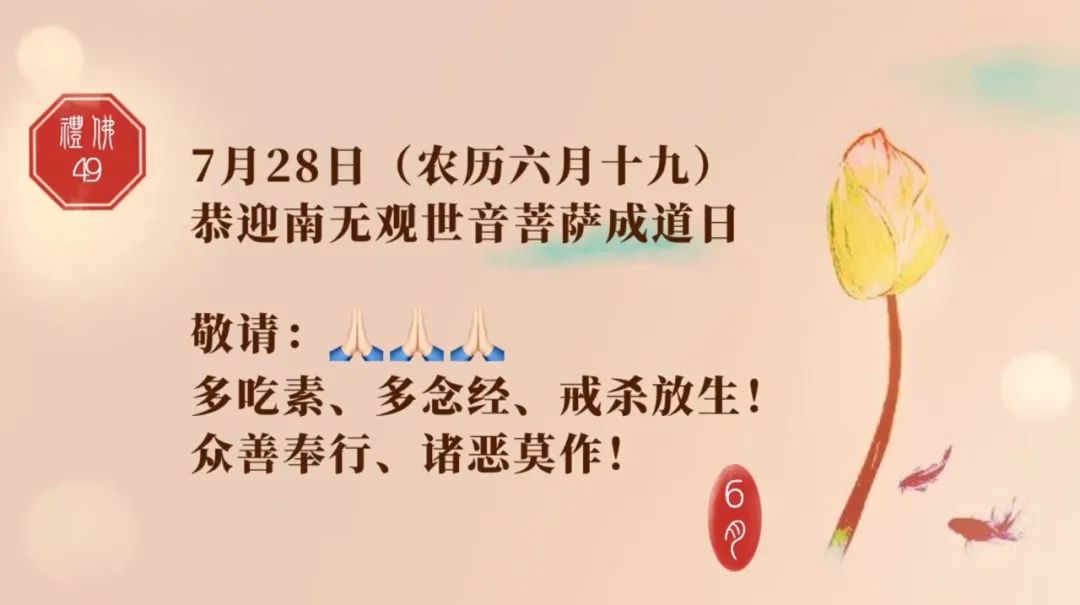 禮佛
49
7月28日（农历六月十九）
恭迎南无观世音菩萨成道日
敬请：🙏🏻🙏🏻🙏🏻
多吃素、多念经、戒杀放生！
众善奉行、诸恶莫作！
6